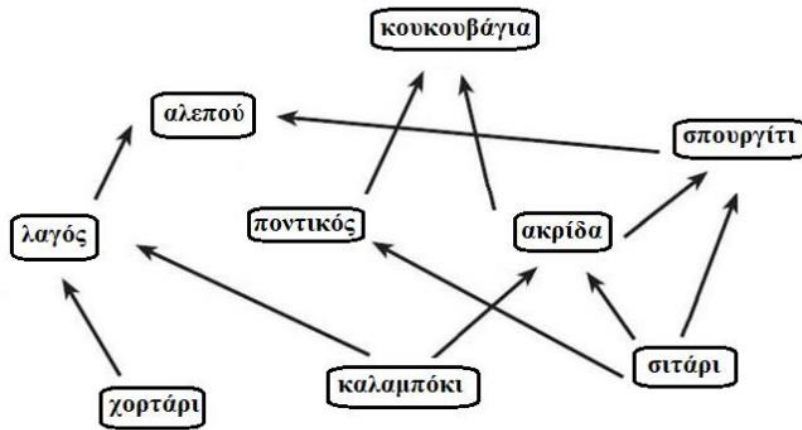 κουκουβάγια
αλεπού
σπουργίτι
λαγός
ποντικός
ακρίδα
χορτάρι
καλαμπόκι
σιτάρι